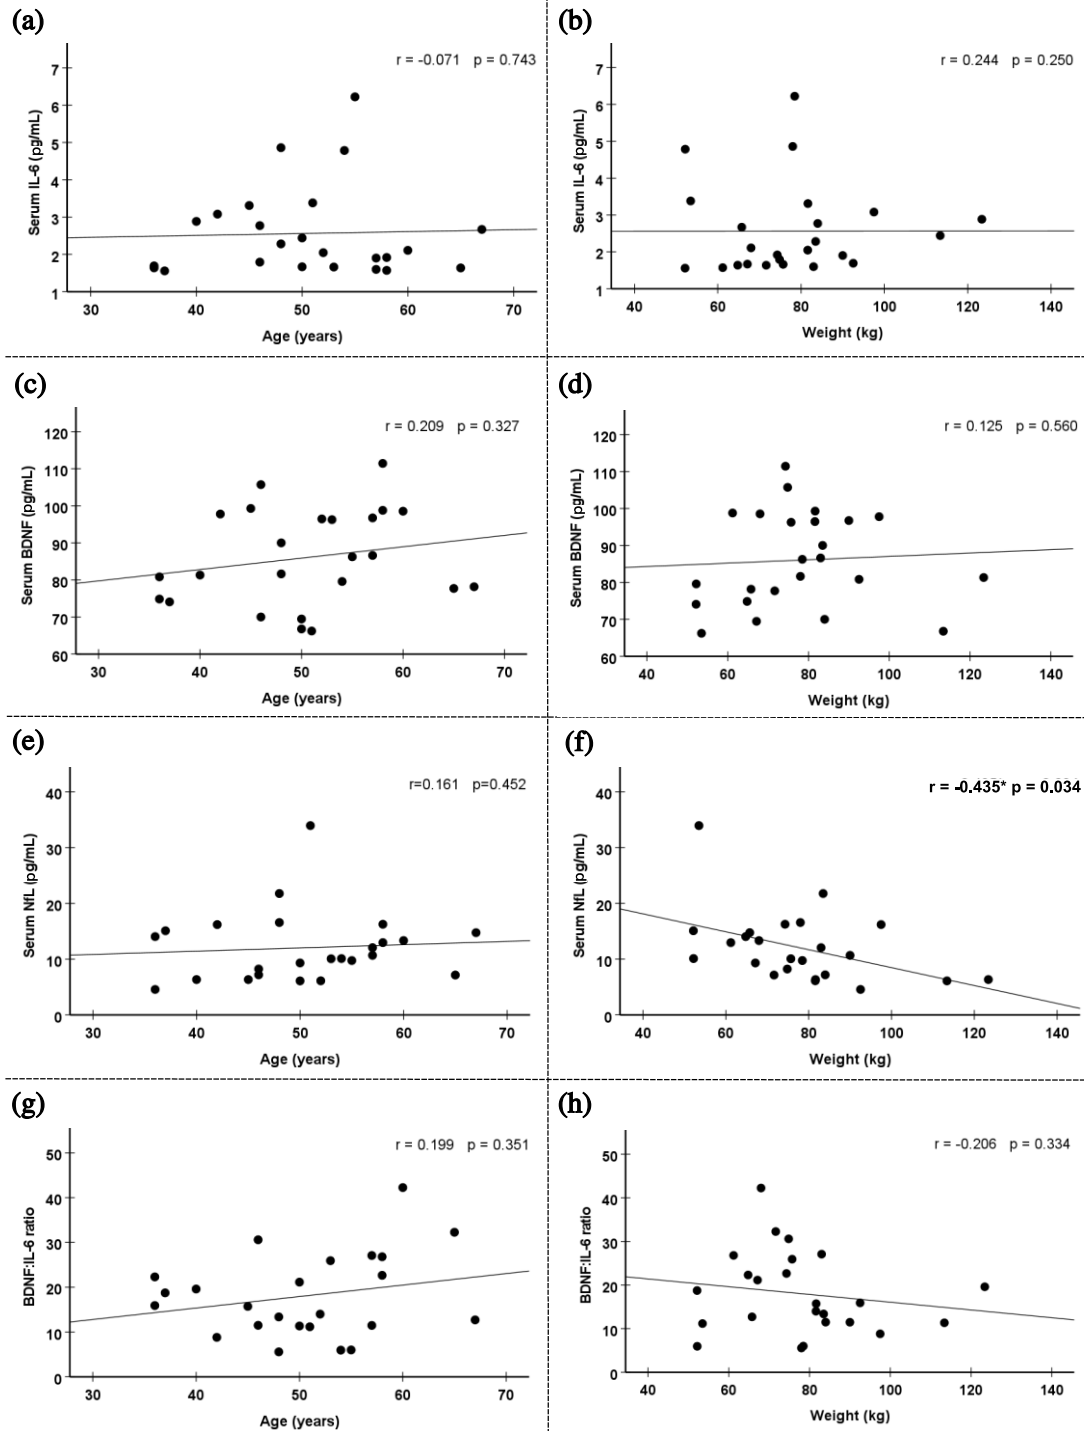 (a)
r = -0.071 p = 0.743
Serum IL-6 (pg/mL)
7
6
5
4
3
2
1
30 40 50 60 70
Age (years)
(b)
r = 0.244 p = 0.250
Serum IL-6 (pg/mL)
7
6
5
4
3
2
1
40 60 80 100 120 140
Weight (kg)
(c)
r = 0.209 p = 0.327
Serum BDNF (pg/mL)
120
110
100
90
80
70
60
30 40 50 60 70
Age (years)
(d)
r = 0.125 p = 0.560
Serum BDNF (pg/mL)
120
110
100
90
80
70
60
40 60 80 100 120 140
Weight (kg)
(e)
r=0.161 p=0.452
Serum NfL (pg/mL)
40
30
20
10
0
30 40 50 60 70
Age (years)
(f)
r = -0.435* p = 0.034
Serum NfL (pg/mL)
40
30
20
10
0
40 60 80 100 120 140
Weight (kg)
(g)
r = 0.199 p = 0.351
BDNF:IL-6 ratio
50
40
30
20
10
0
30 40 50 60 70
Age (years)
(h)
r = -0.206 p = 0.334
BDNF:IL-6 ratio
50
40
30
20
10
0
40 60 80 100 120 140
Weight (kg)